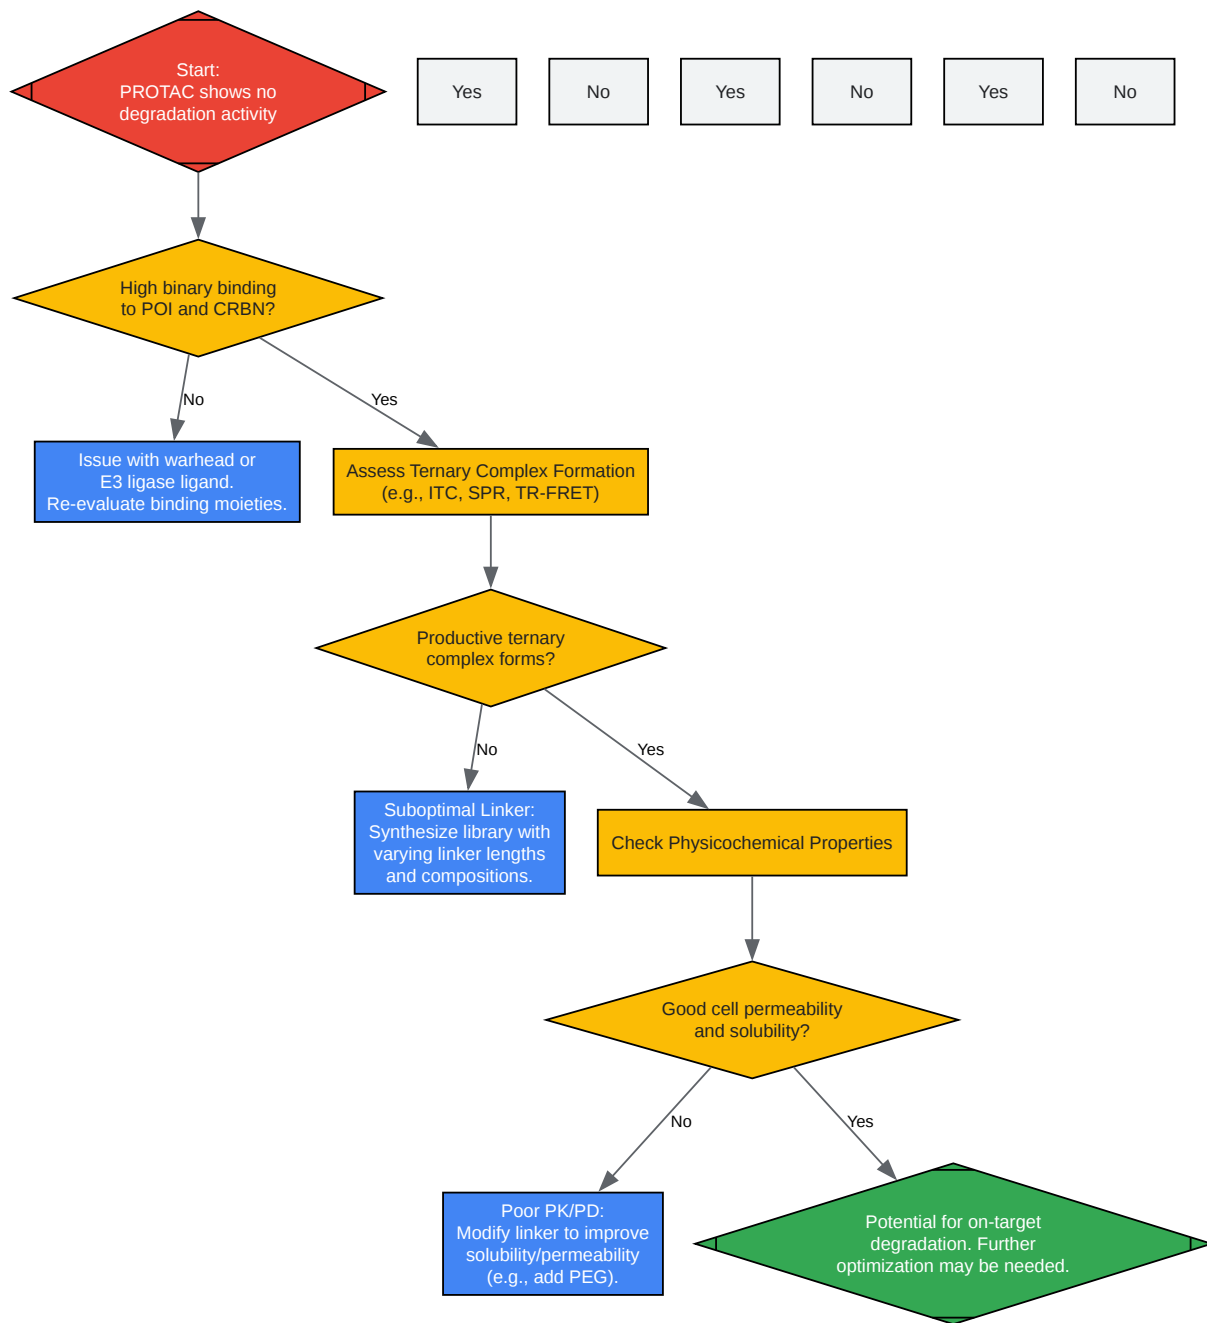 Start:
PROTAC shows no
degradation activity
Yes
No
Yes
No
Yes
No
High binary binding
to POI and CRBN?
No
Yes
Issue with warhead or
E3 ligase ligand.
Re-evaluate binding moieties.
Assess Ternary Complex Formation
(e.g., ITC, SPR, TR-FRET)
Productive ternary
complex forms?
No
Yes
Suboptimal Linker:
Synthesize library with
varying linker lengths
and compositions.
Check Physicochemical Properties
Good cell permeability
and solubility?
No
Yes
Poor PK/PD:
Modify linker to improve
solubility/permeability
(e.g., add PEG).
Potential for on-target
degradation. Further
optimization may be needed.